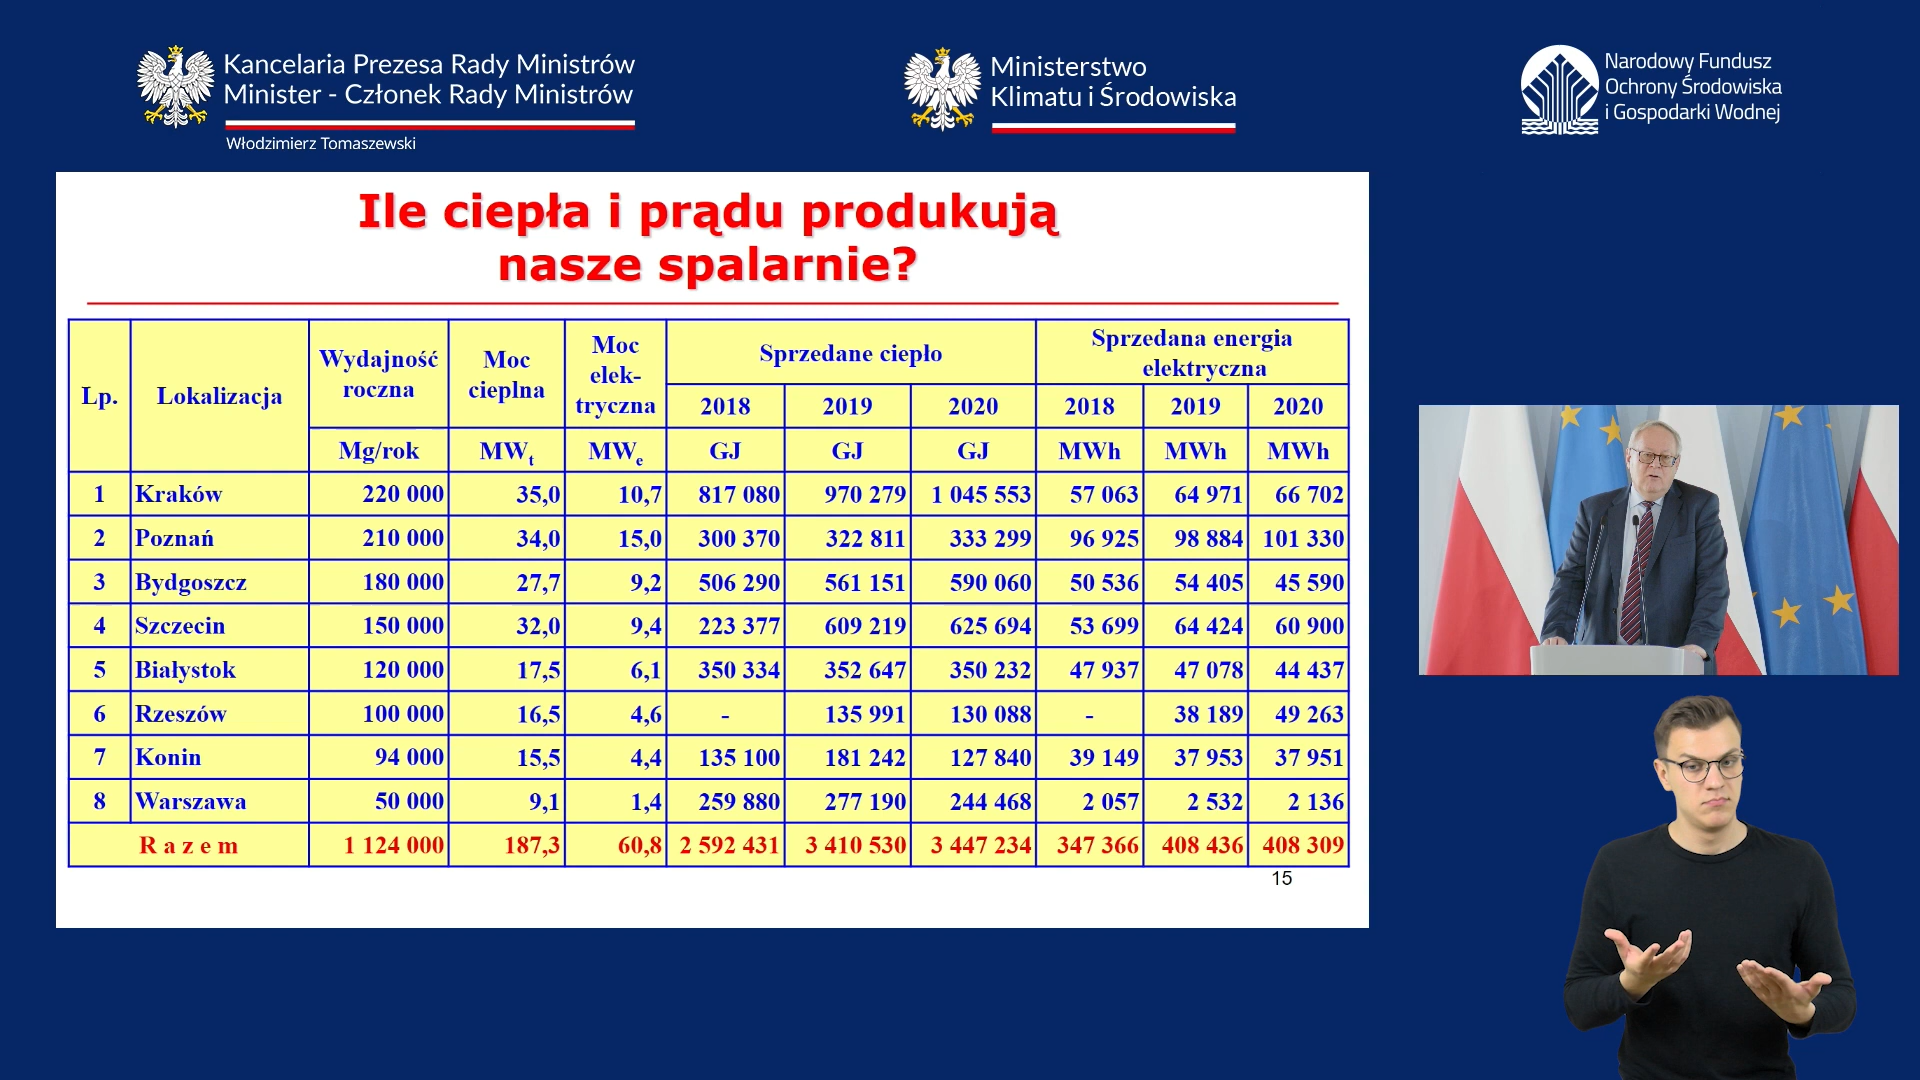 Kancelaria Prezesa Rady Ministrów
Minister - Członek Rady Ministrów
Włodzimierz Tomaszewski
Ministerstwo
Klimatu i Środowiska
Narodowy Fundusz
Ochrony Środowiska
i Gospodarki Wodnej
Ile ciepła i prądu produkują
nasze spalarnie?
Lp. Lokalizacja Wydajność roczna Moc cieplna Moc elek-tryczna Sprzedane ciepło Sprzedana energia elektryczna
2018 2019 2020 2018 2019 2020
Mg/rok MWt MWe GJ GJ GJ MWh MWh MWh
1 Kraków 220 000 35,0 10,7 817 080 970 279 1 045 553 57 063 64 971 66 702
2 Poznań 210 000 34,0 15,0 300 370 322 811 333 299 96 925 98 884 101 330
3 Bydgoszcz 180 000 27,7 9,2 506 290 561 151 590 060 50 536 54 405 45 590
4 Szczecin 150 000 32,0 9,4 223 377 609 219 625 694 53 699 64 424 60 900
5 Białystok 120 000 17,5 6,1 350 334 352 647 350 232 47 937 47 078 44 437
6 Rzeszów 100 000 16,5 4,6 - 135 991 130 088 - 38 189 49 263
7 Konin 94 000 15,5 4,4 135 100 181 242 127 840 39 149 37 953 37 951
8 Warszawa 50 000 9,1 1,4 259 880 277 190 244 468 2 057 2 532 2 136
R a z e m 1 124 000 187,3 60,8 2 592 431 3 410 530 3 447 234 347 366 408 436 408 309
15